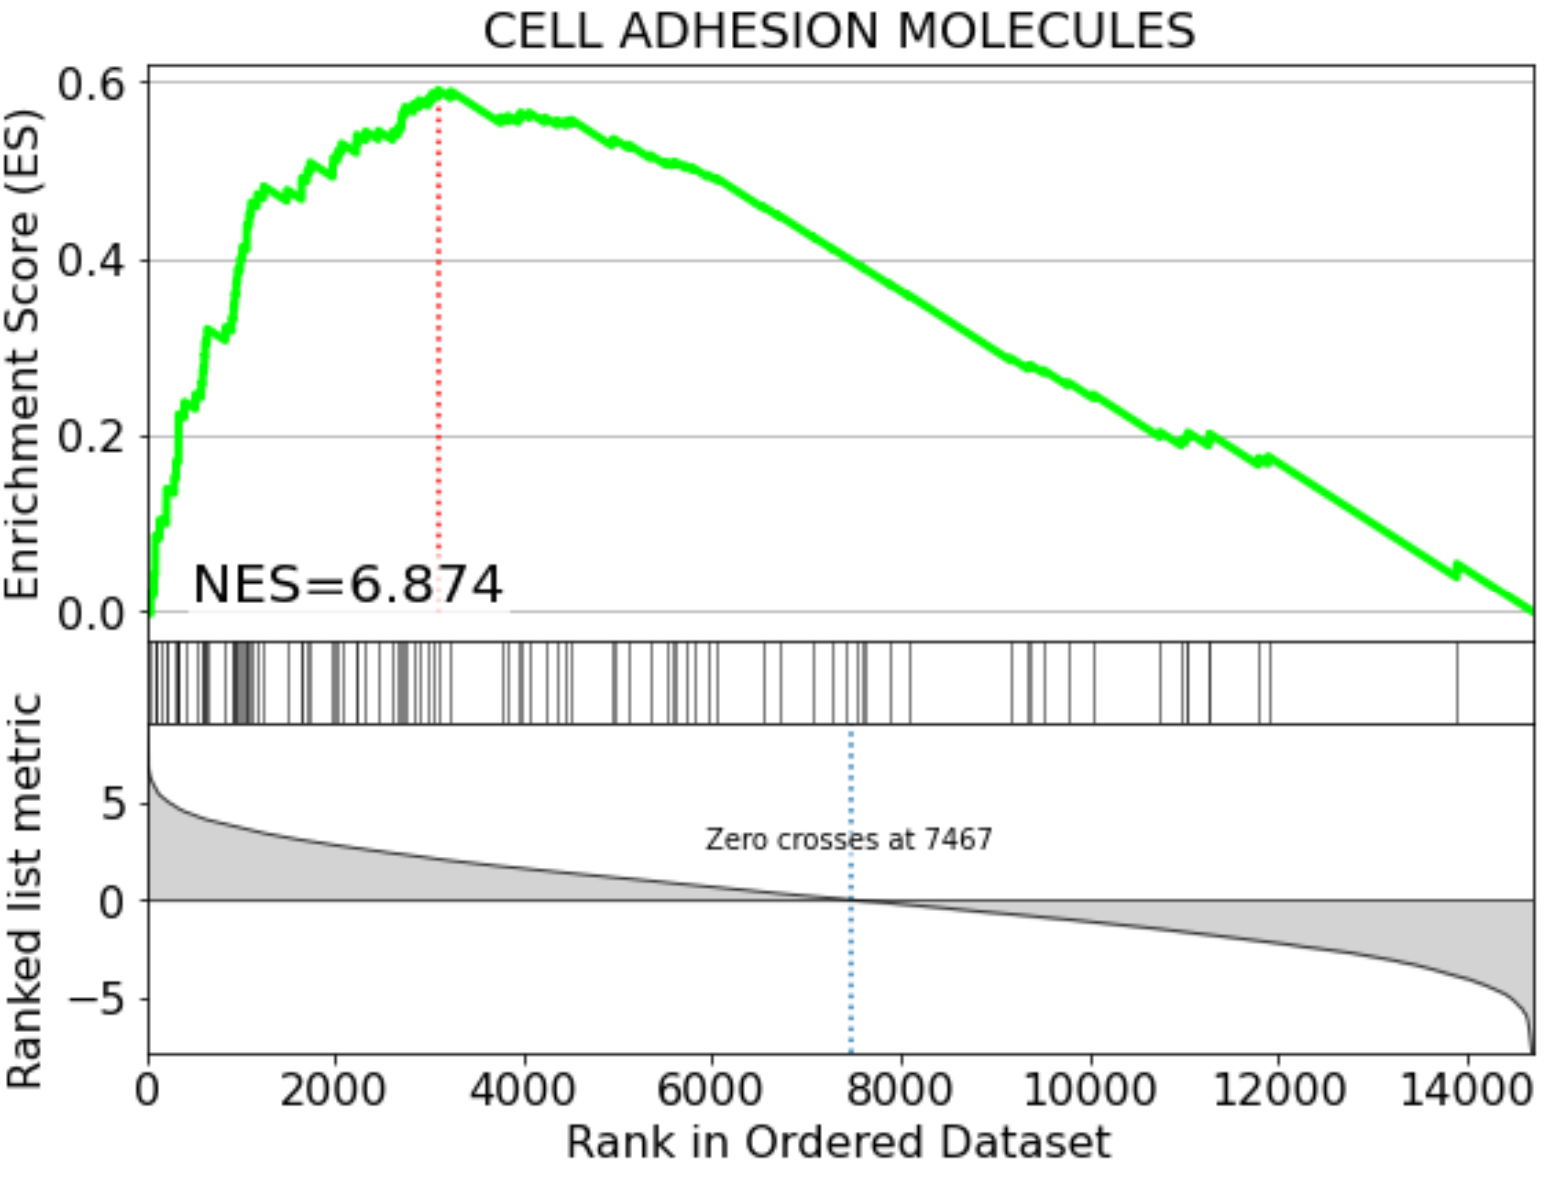 CELL ADHESION MOLECULES
Enrichment Score (ES)
0.6
0.4
0.2
0.0
NES=6.874
Ranked list metric
5
0
−5
Zero crosses at 7467
0 2000 4000 6000 8000 10000 12000 14000
Rank in Ordered Dataset